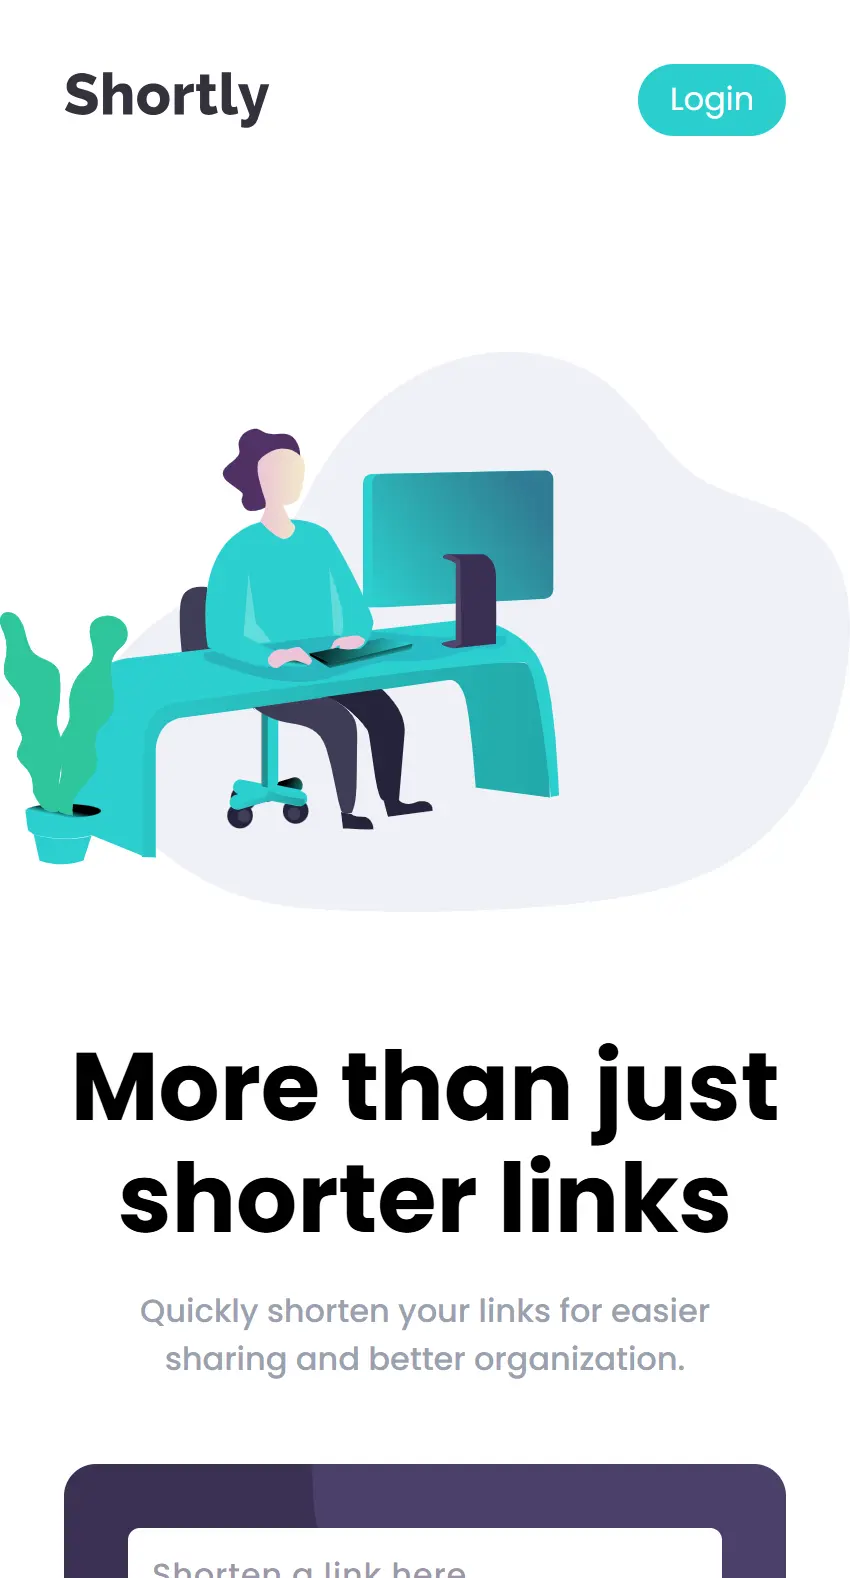 Shortly
Login
More than just
shorter links
Quickly shorten your links for easier
sharing and better organization.
Shorten a link here